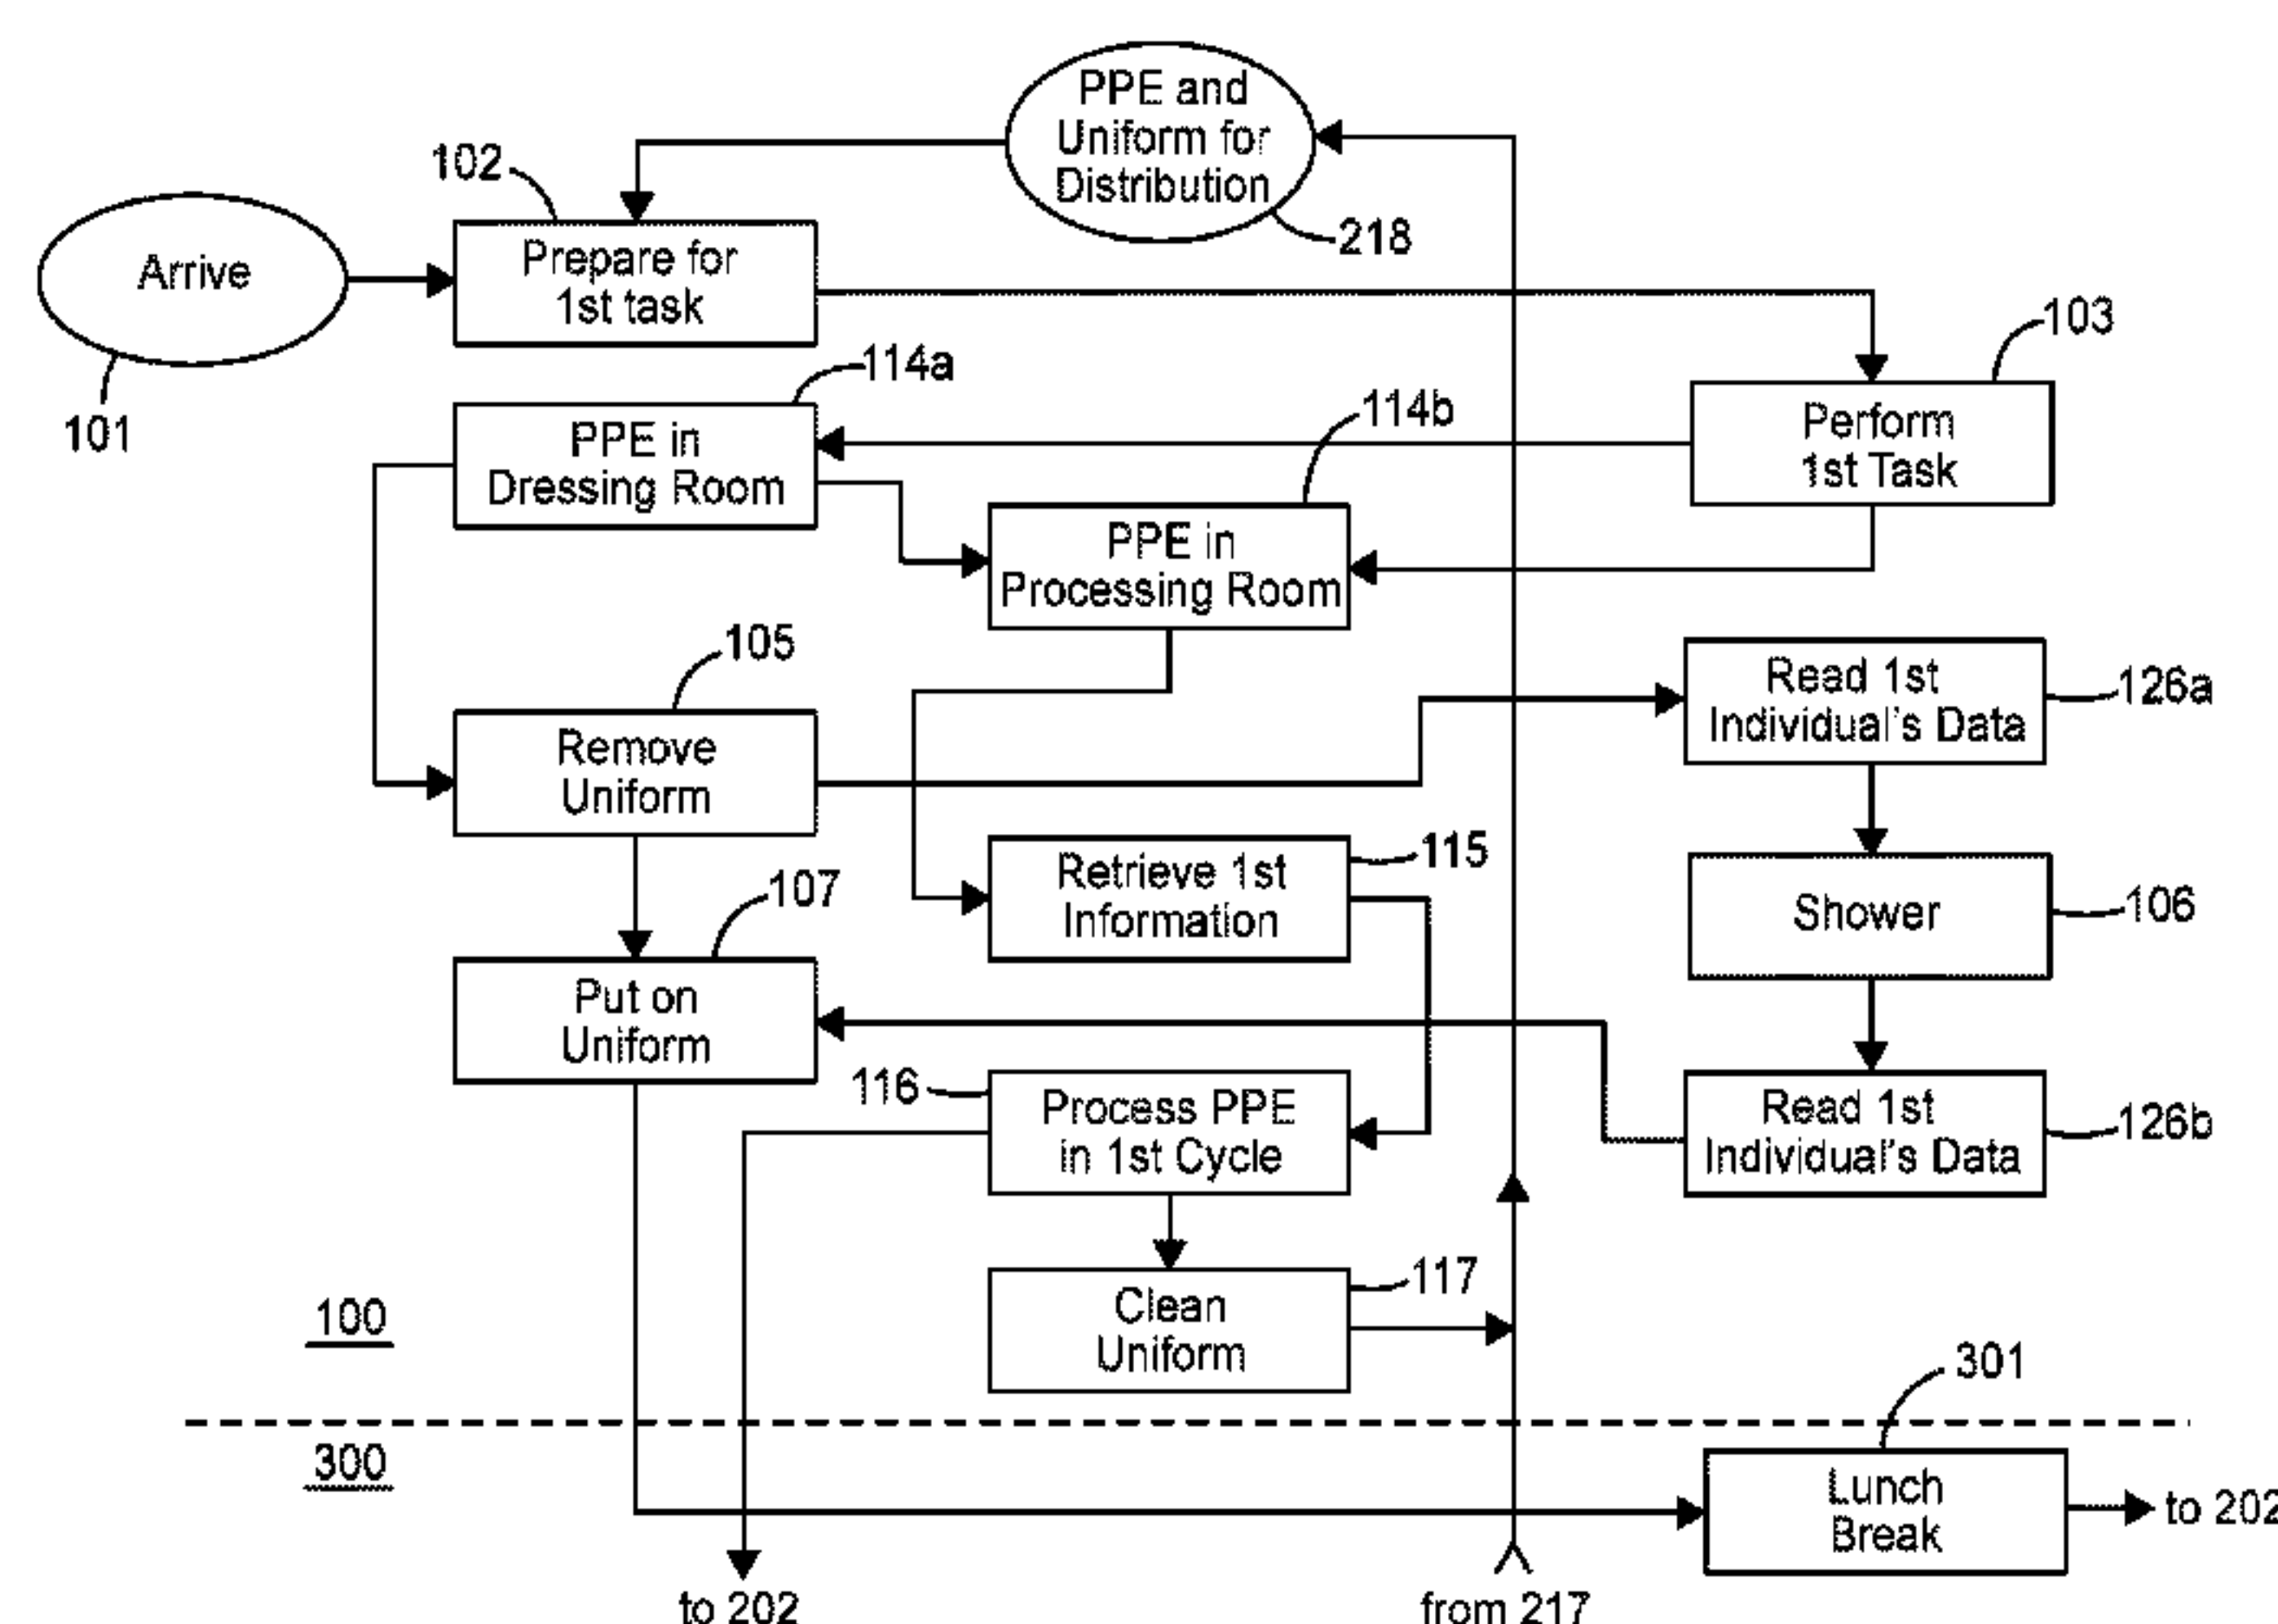 PPE and
Uniform for
Distribution
218
102
Arrive
101
Prepare for
1st task
103
114a
PPE in
Dressing Room
114b
Perform
1st Task
PPE in
Processing Room
105
Remove
Uniform
Read 1st
Individual's Data
126a
107
Retrieve 1st
Information
115
Shower
106
Put on
Uniform
116
Process PPE
in 1st Cycle
Read 1st
Individual's Data
126b
117
Clean
Uniform
100
301
300
Lunch
Break
to 202
to 202
from 217